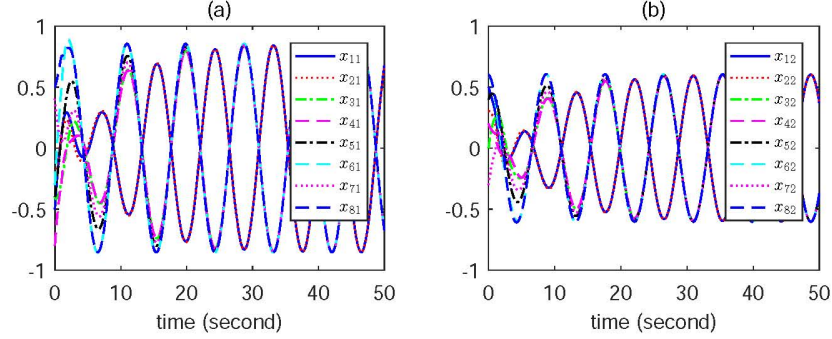 (a)
1
0.5
0
-0.5
-1
0 10 20 30 40 50
time (second)
x11
x21
x31
x41
x51
x61
x71
x81
(b)
1
0.5
0
-0.5
-1
0 10 20 30 40 50
time (second)
x12
x22
x32
x42
x52
x62
x72
x82